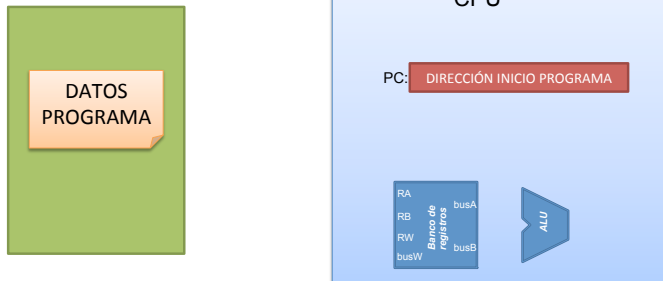 CPU
DATOS
PROGRAMA
PC:
DIRECCIÓN INICIO PROGRAMA
RA
RB
RW
busW
Banco de
registros
busA
busB
ALU